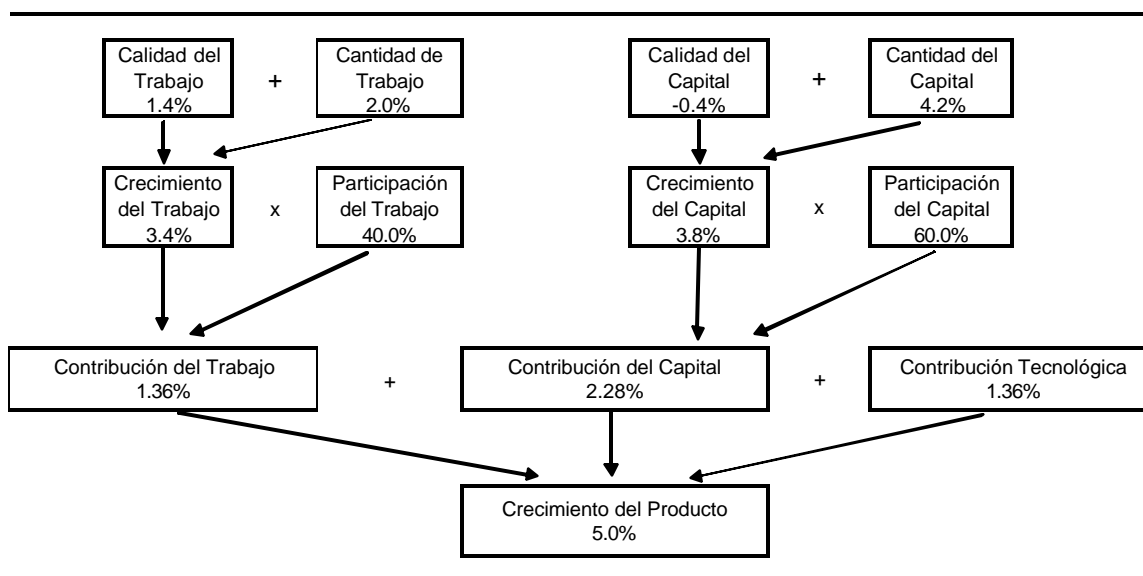 Calidad del
Trabajo
1.4%
+
Cantidad de
Trabajo
2.0%
Calidad del
Capital
-0.4%
+
Cantidad del
Capital
4.2%
Crecimiento
del Trabajo
3.4%
x
Participación
del Trabajo
40.0%
Crecimiento
del Capital
3.8%
x
Participación
del Capital
60.0%
Contribución del Trabajo
1.36%
+
Contribución del Capital
2.28%
+
Contribución Tecnológica
1.36%
Crecimiento del Producto
5.0%